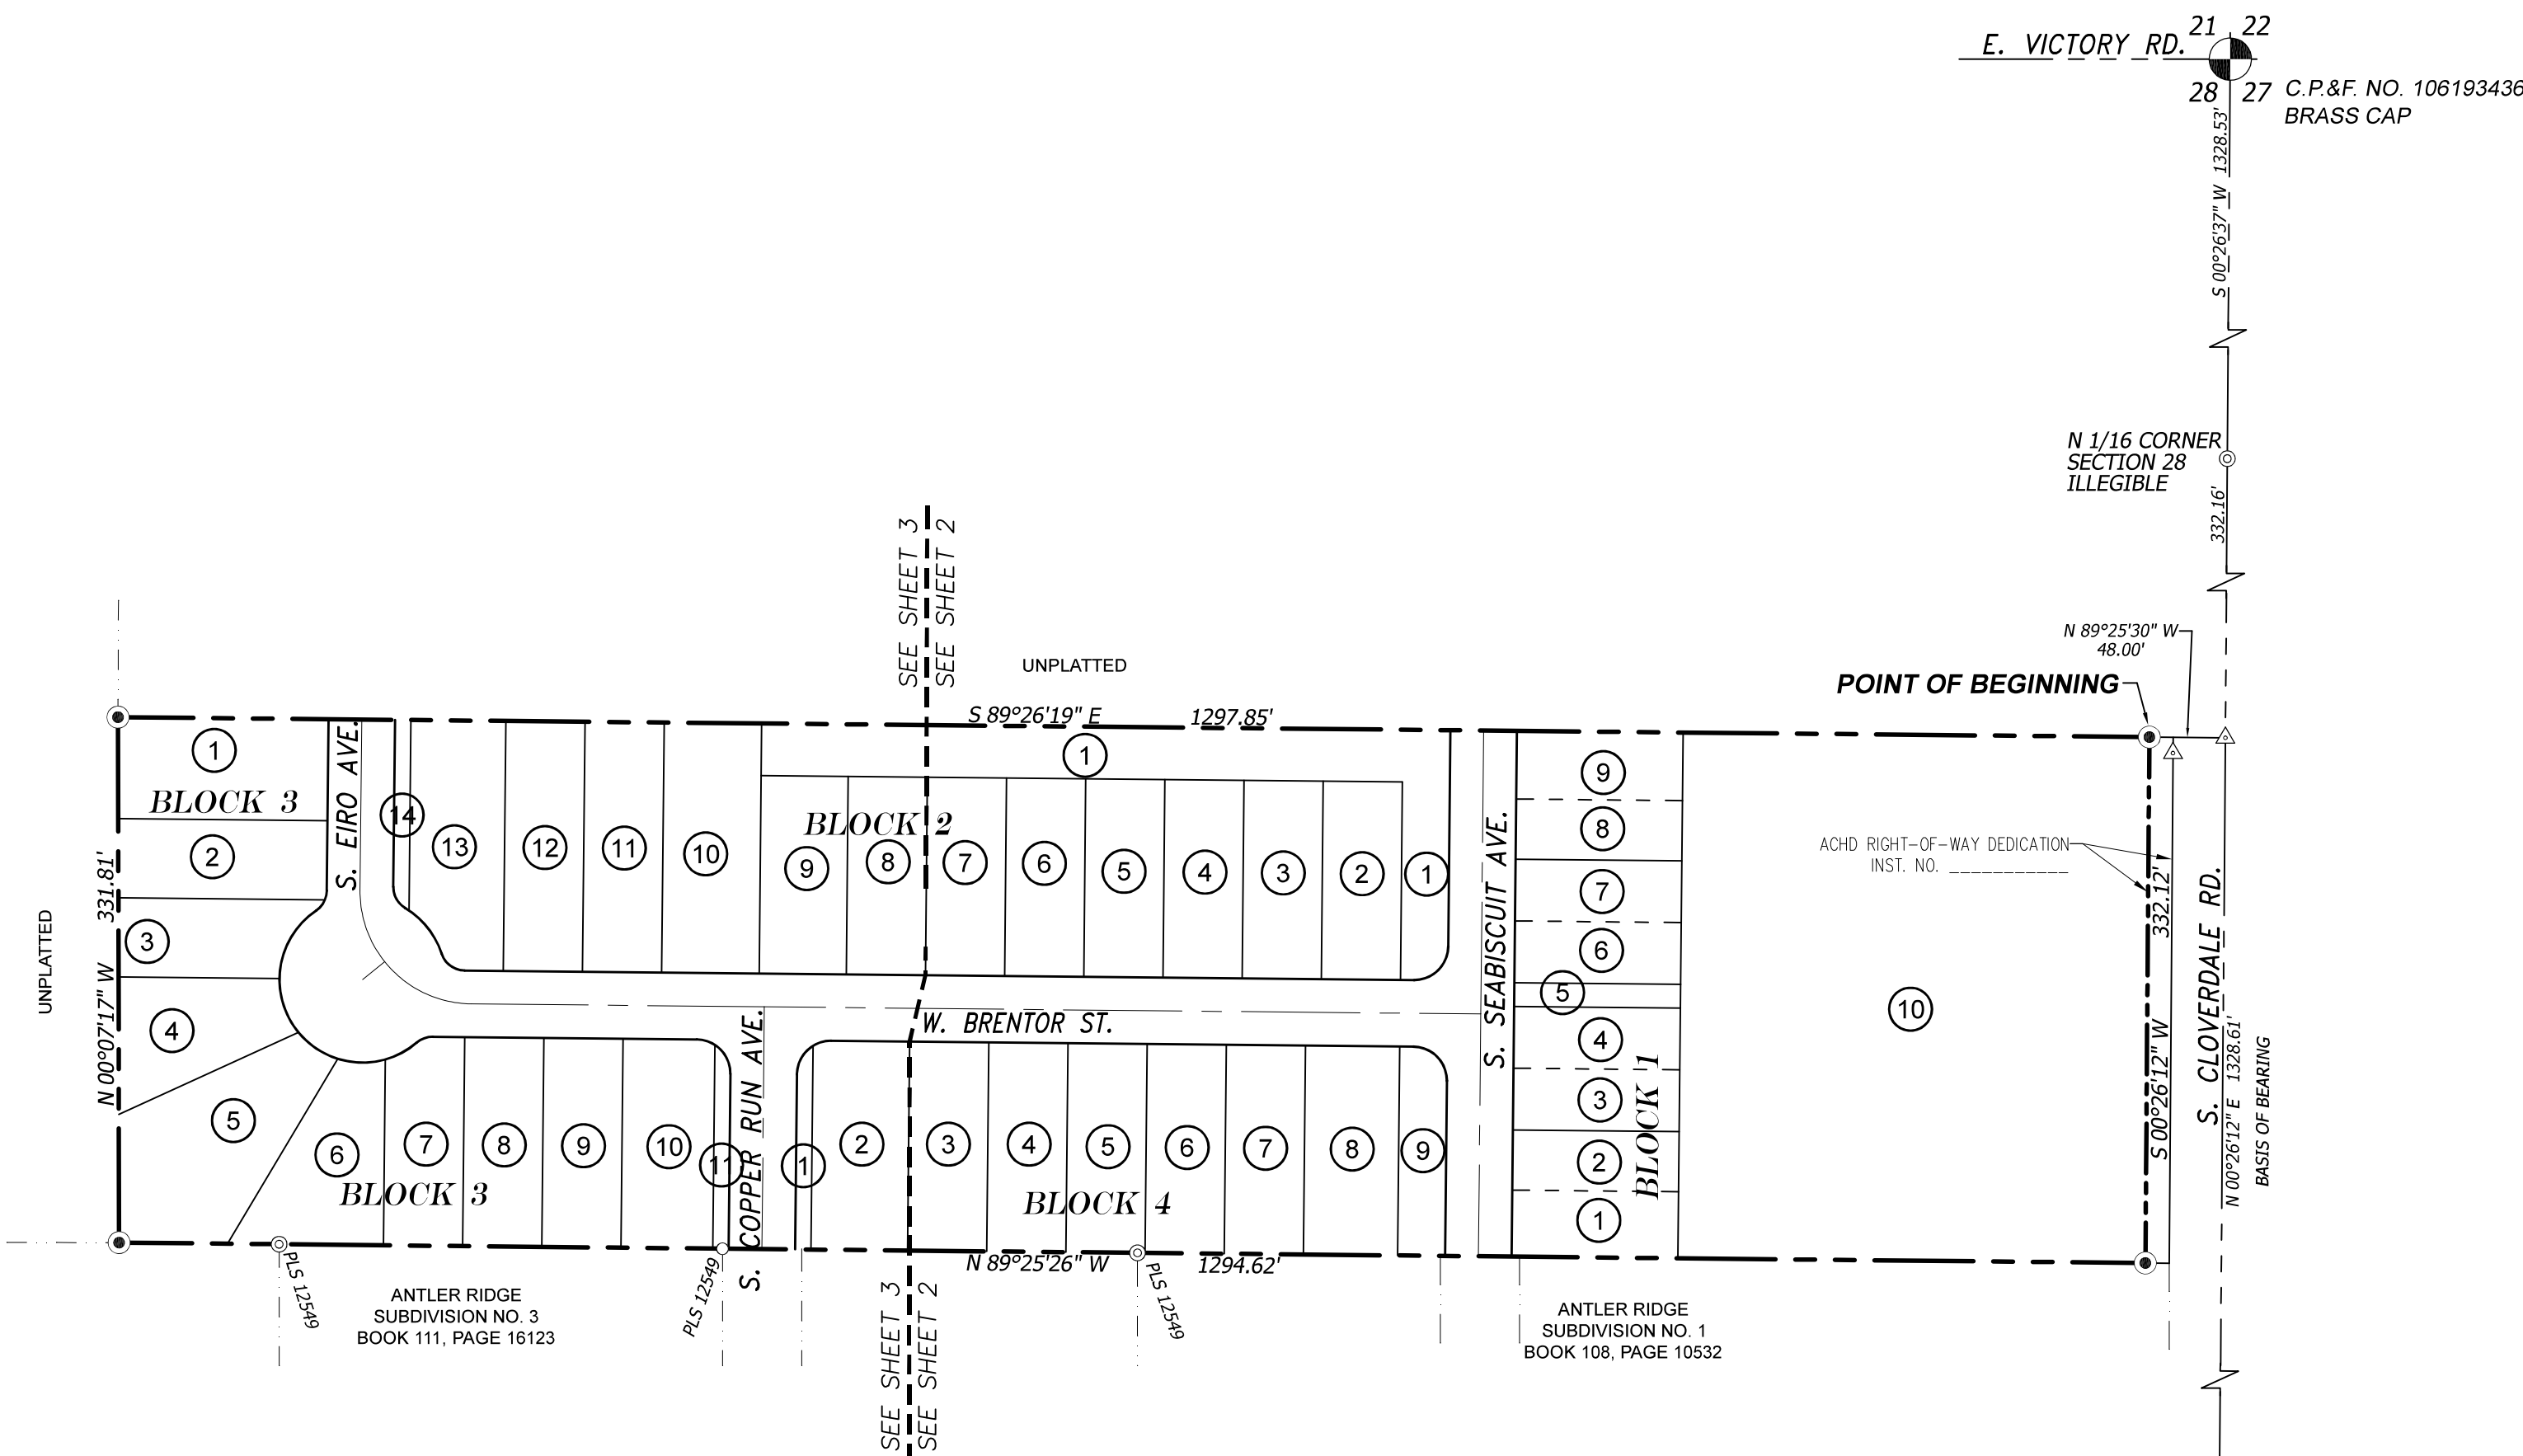 E. VICTORY RD.
21 22
28 27
C.P.&F. NO. 106193436
BRASS CAP
S 00°26'37" W 1328.53'
N 1/16 CORNER
SECTION 28
ILLEGIBLE
332.16'
SEE SHEET 3
SEE SHEET 2
UNPLATTED
N 89°25'30" W
48.00'
POINT OF BEGINNING
S 89°26'19" E 1297.85'
1
BLOCK 3
2
3
4
5
6
7
8
9
10
11
BLOCK 3
S. EIRO AVE.
14
13
12
11
10
9
8
7
6
5
4
3
2
1
1
BLOCK 2
S. SEABISCUIT AVE.
9
8
7
6
5
4
3
2
1
BLOCK 1
10
ACHD RIGHT-OF-WAY DEDICATION
INST. NO. ___________
332.12'
S 00°26'12" W
S. CLOVERDALE RD.
N 00°26'12" E 1328.61'
BASIS OF BEARING
UNPLATTED
N 00°07'17" W 331.81'
W. BRENTOR ST.
S. COPPER RUN AVE.
1
2
3
4
5
6
7
8
9
BLOCK 4
N 89°25'26" W 1294.62'
PLS 12549
PLS 12549
PLS 12549
ANTLER RIDGE
SUBDIVISION NO. 3
BOOK 111, PAGE 16123
SEE SHEET 3
SEE SHEET 2
ANTLER RIDGE
SUBDIVISION NO. 1
BOOK 108, PAGE 10532